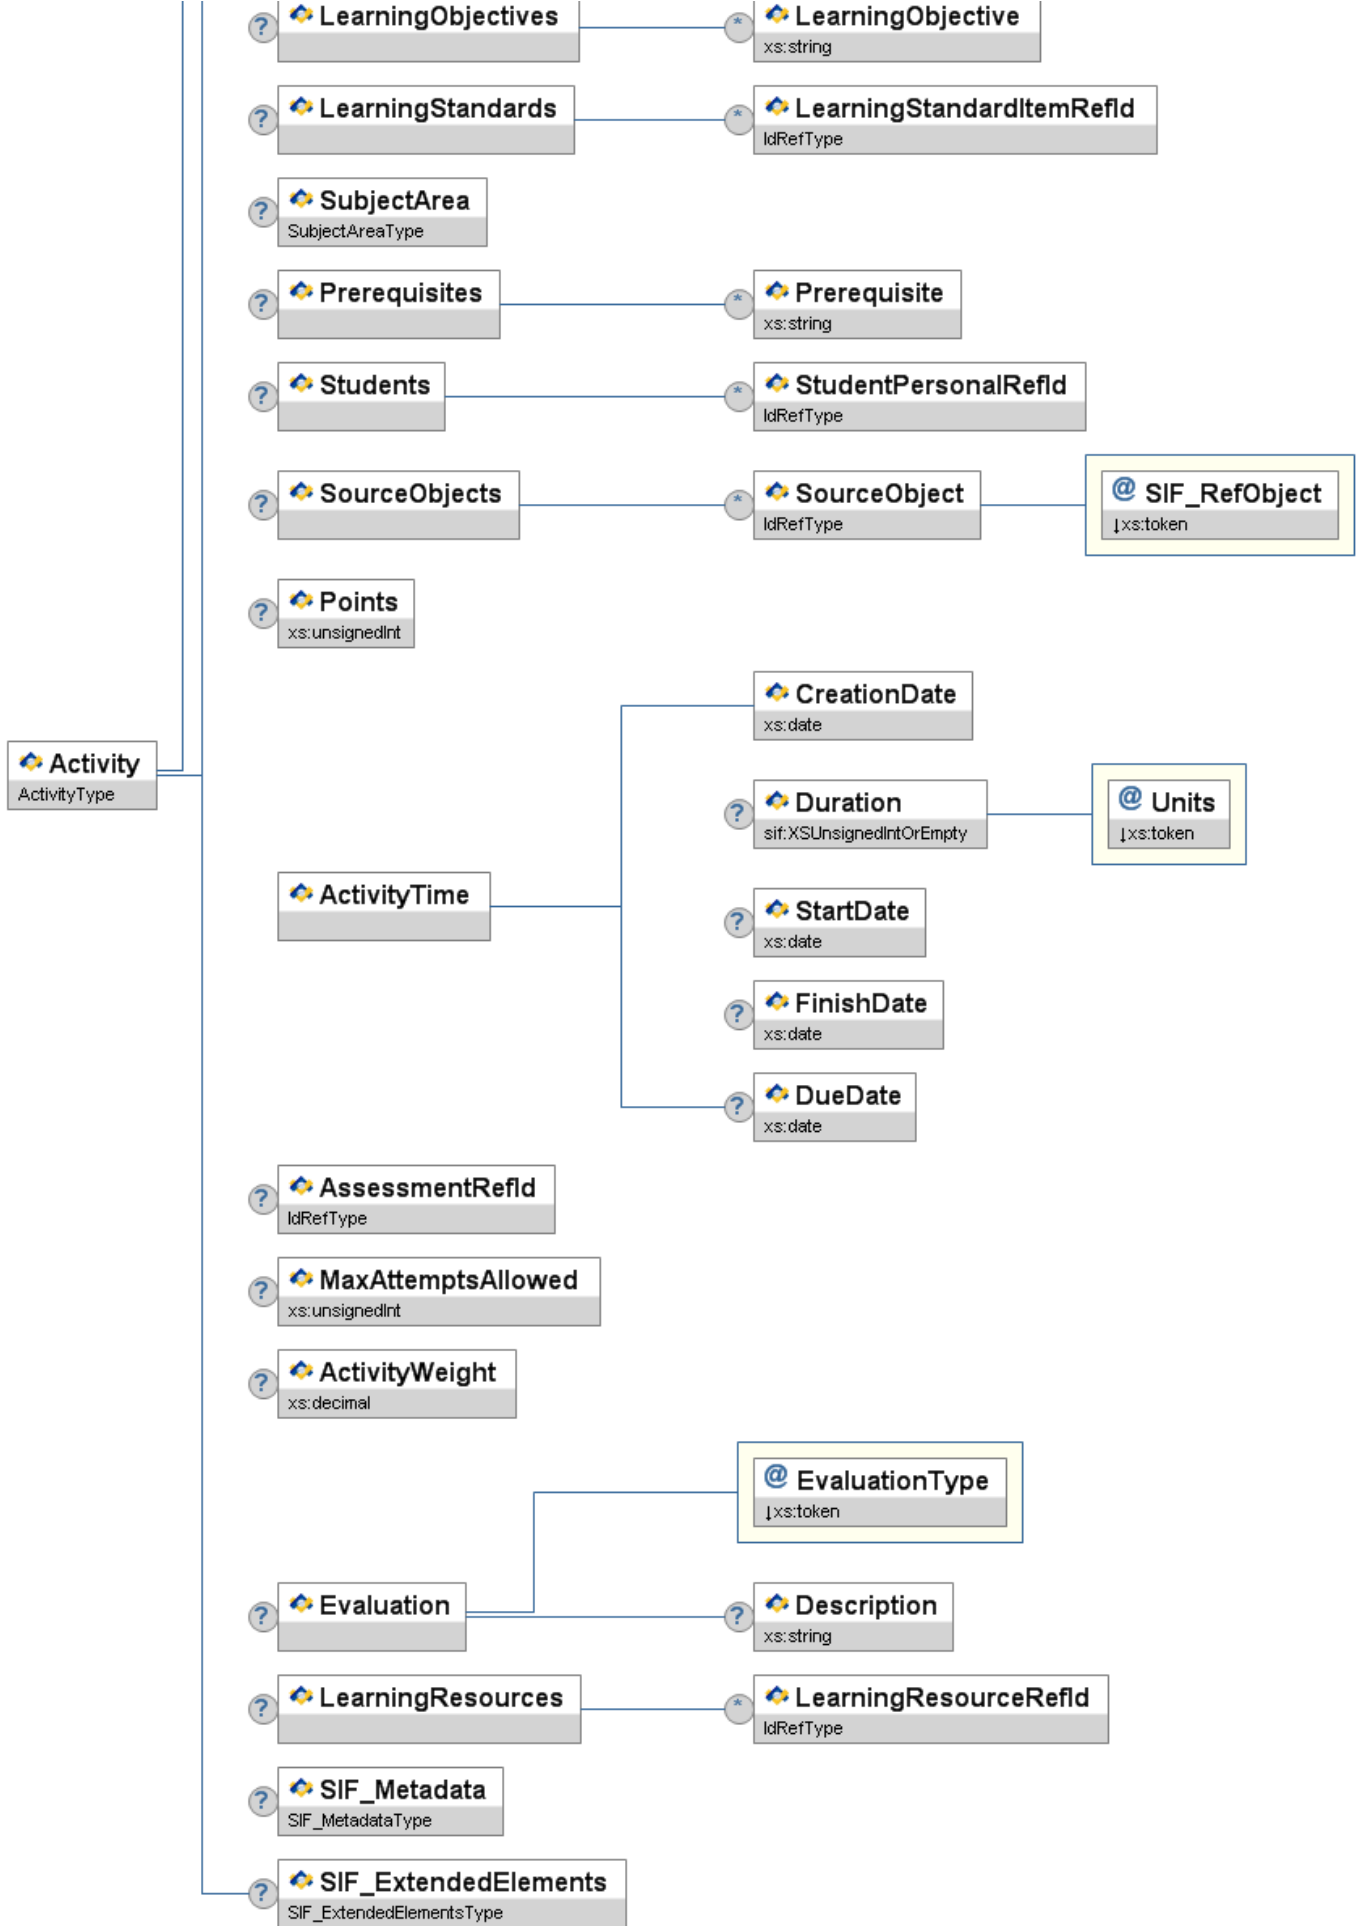 ? LearningObjectives * LearningObjective
xs:string
? LearningStandards * LearningStandardItemRefId
IdRefType
? SubjectArea
SubjectAreaType
? Prerequisites * Prerequisite
xs:string
? Students * StudentPersonalRefId
IdRefType
? SourceObjects * SourceObject @ SIF_RefObject
IdRefType ↓xs:token
? Points
xs:unsignedInt
CreationDate
xs:date
Activity
ActivityType
? Duration @ Units
sif:XSUnsignedIntOrEmpty ↓xs:token
ActivityTime
? StartDate
xs:date
? FinishDate
xs:date
? DueDate
xs:date
? AssessmentRefId
IdRefType
? MaxAttemptsAllowed
xs:unsignedInt
? ActivityWeight
xs:decimal
@ EvaluationType
↓xs:token
? Evaluation ? Description
xs:string
? LearningResources * LearningResourceRefId
IdRefType
? SIF_Metadata
SIF_MetadataType
? SIF_ExtendedElements
SIF_ExtendedElementsType